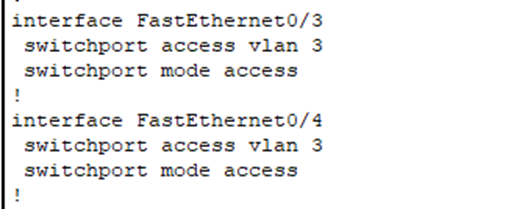 interface FastEthernet0/3
 switchport access vlan 3
 switchport mode access
!
interface FastEthernet0/4
 switchport access vlan 3
 switchport mode access
!